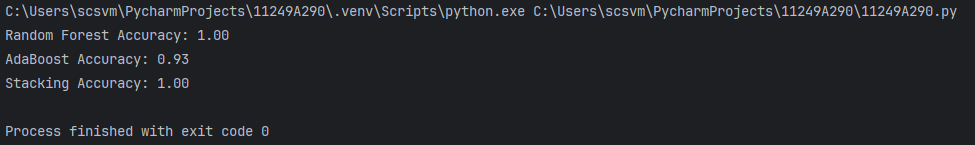 C:\Users\scsvm\PycharmProjects\11249A290\.venv\Scripts\python.exe C:\Users\scsvm\PycharmProjects\11249A290\11249A290.py
Random Forest Accuracy: 1.00
AdaBoost Accuracy: 0.93
Stacking Accuracy: 1.00
Process finished with exit code 0